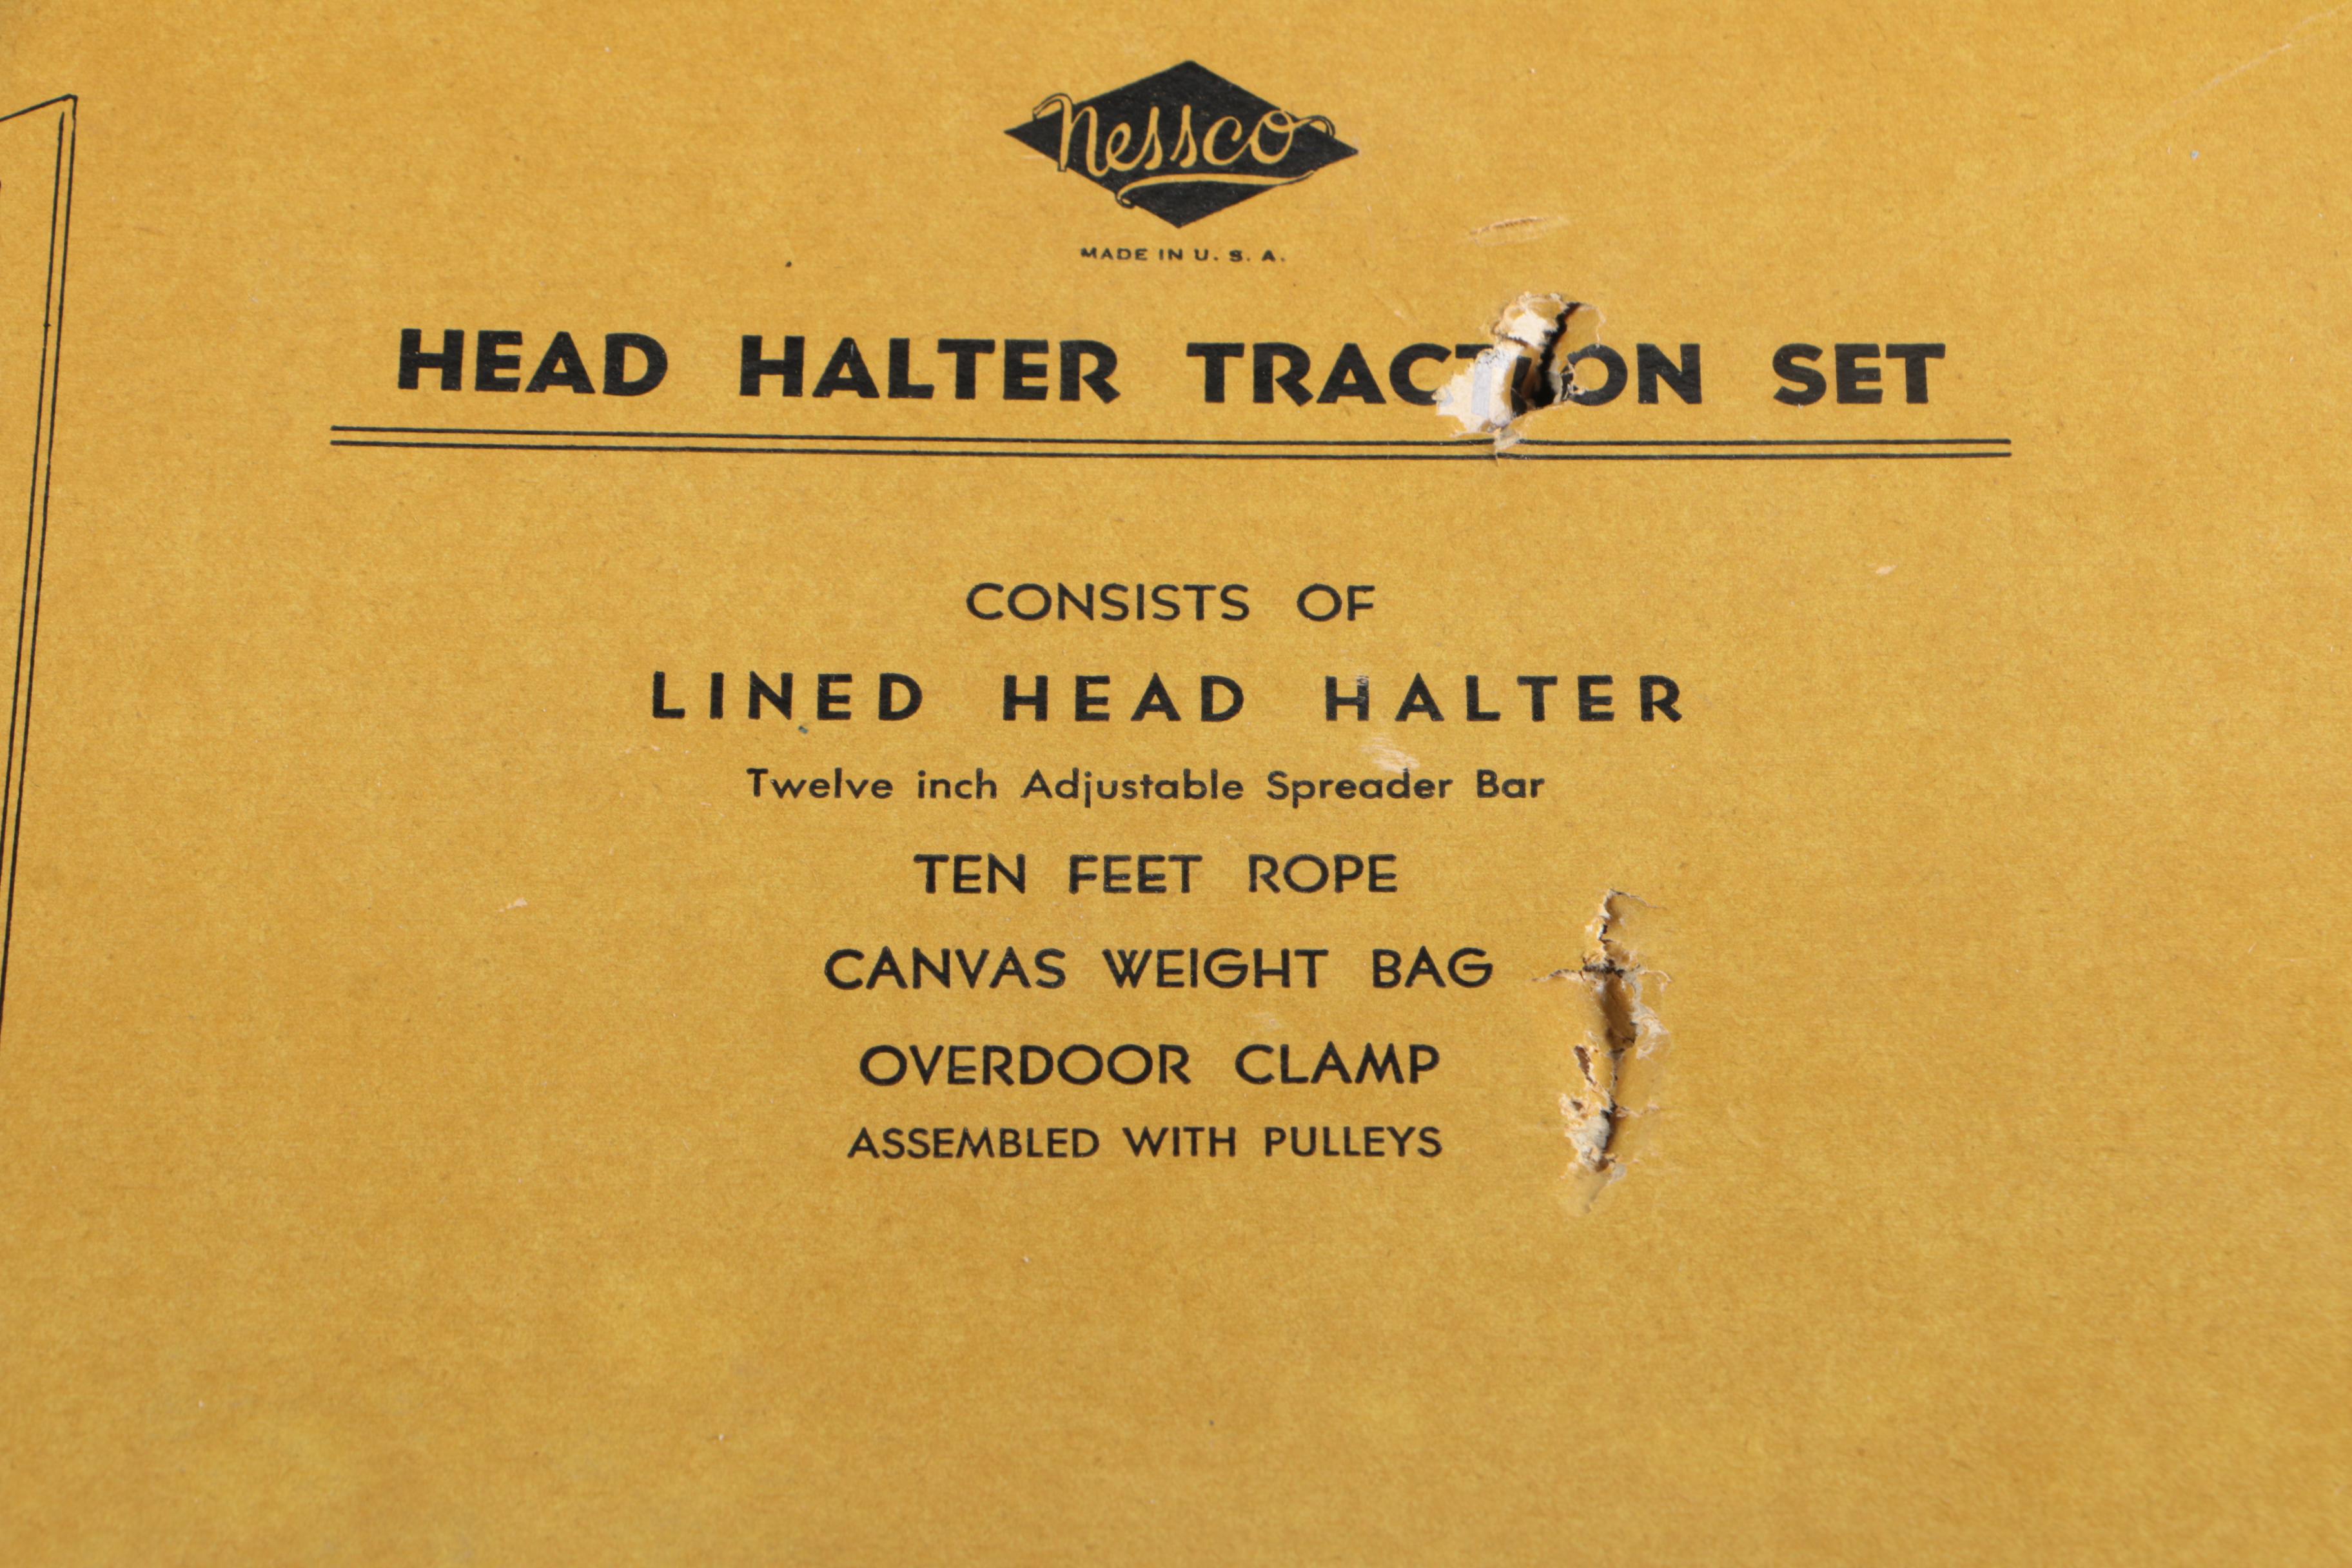 Nessco
MADE IN U. S. A.
HEAD HALTER TRACTION SET
CONSISTS OF
LINED HEAD HALTER
Twelve inch Adjustable Spreader Bar
TEN FEET ROPE
CANVAS WEIGHT BAG
OVERDOOR CLAMP
ASSEMBLED WITH PULLEYS